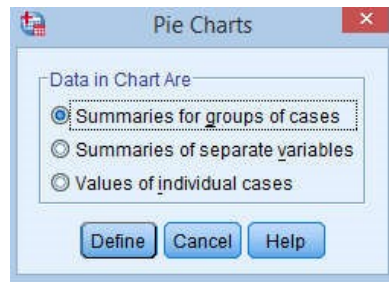 Pie Charts
Data in Chart Are
Summaries for groups of cases
Summaries of separate variables
Values of individual cases
Define Cancel Help